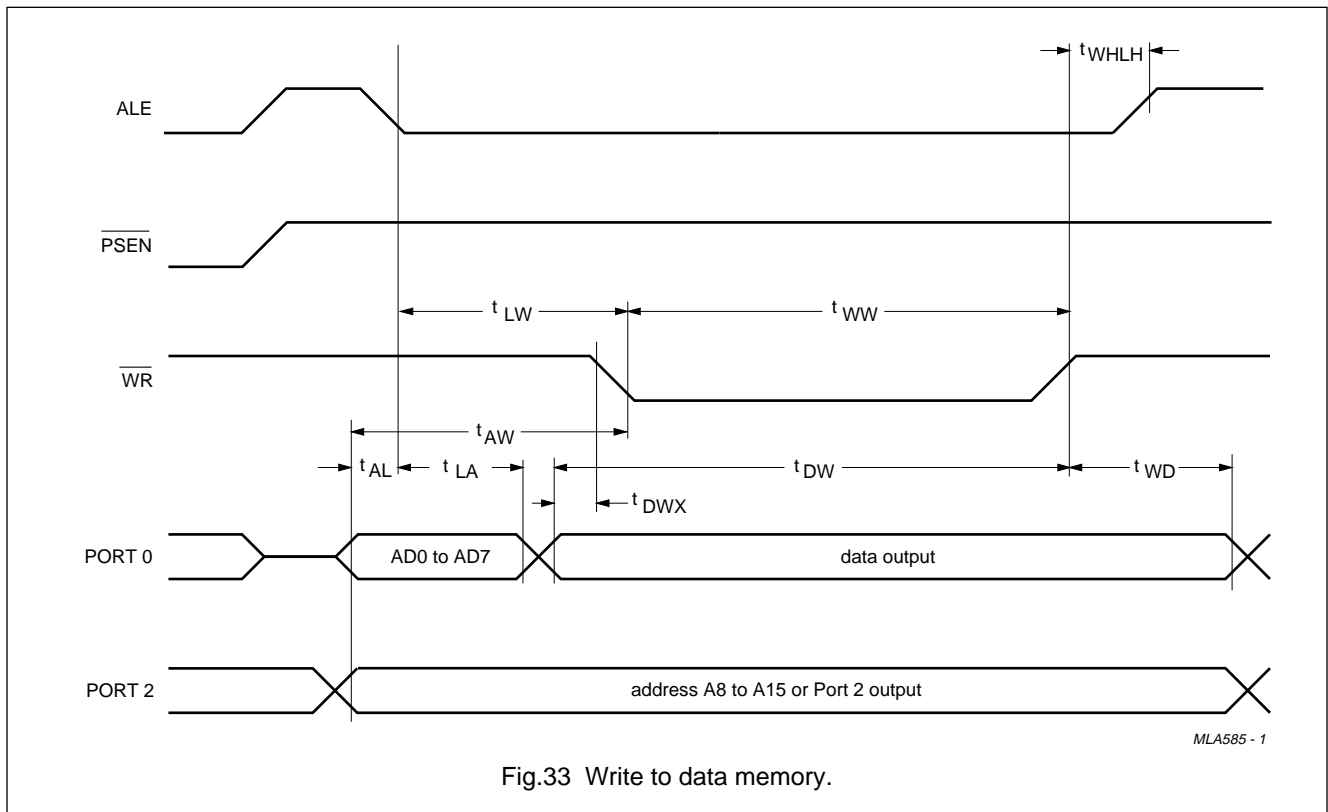 t WHLH
ALE
PSEN
t LW
t WW
WR
t AW
t AL
t LA
t DW
t WD
t DWX
PORT 0
AD0 to AD7
data output
PORT 2
address A8 to A15 or Port 2 output
MLA585 - 1
Fig.33 Write to data memory.